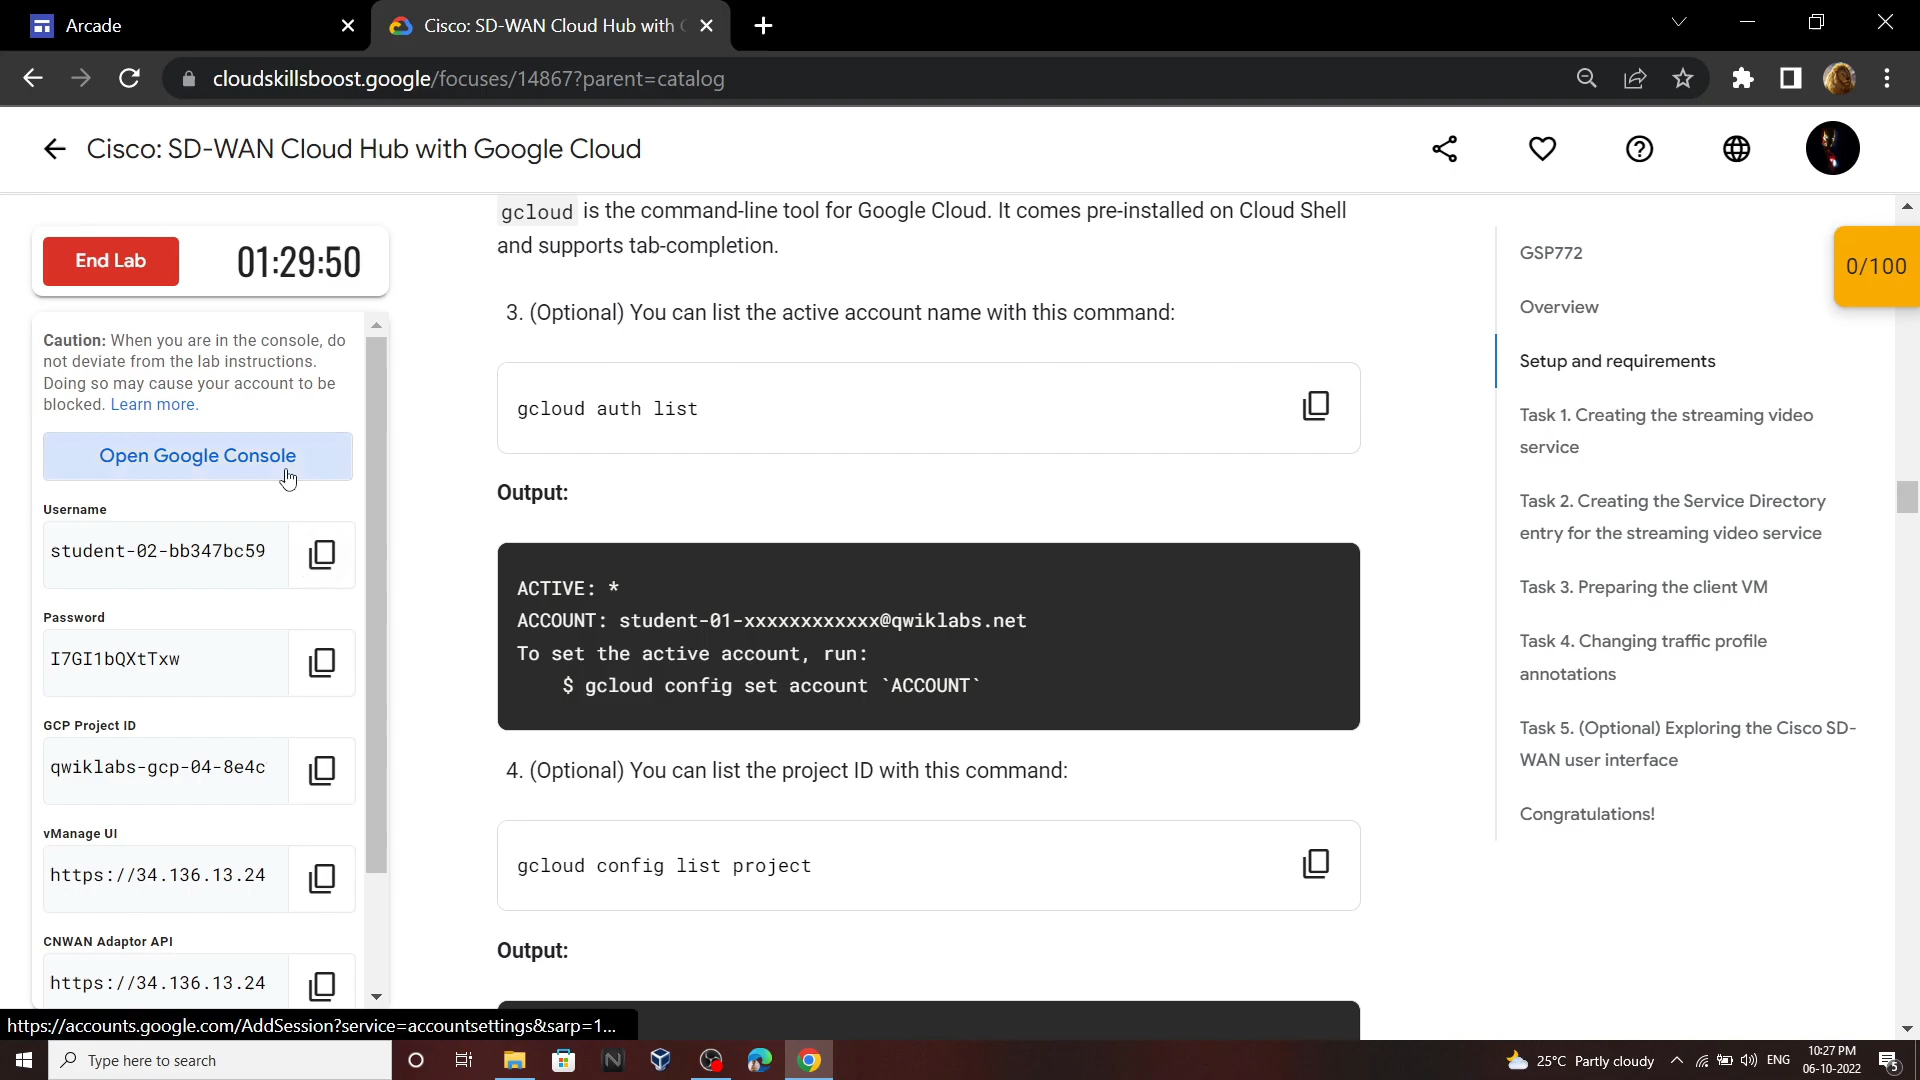 Arcade
Cisco: SD-WAN Cloud Hub with
cloudskillsboost.google/focuses/14867?parent=catalog
Cisco: SD-WAN Cloud Hub with Google Cloud
End Lab
01:29:50
Caution: When you are in the console, do
not deviate from the lab instructions.
Doing so may cause your account to be
blocked. Learn more.
Open Google Console
Username
student-02-bb347bc59
Password
I7GI1bQXtTxw
GCP Project ID
qwiklabs-gcp-04-8e4c
vManage UI
https://34.136.13.24
CNWAN Adaptor API
https://34.136.13.24
gcloud is the command-line tool for Google Cloud. It comes pre-installed on Cloud Shell
and supports tab-completion.
3. (Optional) You can list the active account name with this command:
gcloud auth list
Output:
ACTIVE: *
ACCOUNT: student-01-xxxxxxxxxxxx@qwiklabs.net
To set the active account, run:
$ gcloud config set account `ACCOUNT`
4. (Optional) You can list the project ID with this command:
gcloud config list project
Output:
GSP772
Overview
Setup and requirements
Task 1. Creating the streaming video
service
Task 2. Creating the Service Directory
entry for the streaming video service
Task 3. Preparing the client VM
Task 4. Changing traffic profile
annotations
Task 5. (Optional) Exploring the Cisco SD-
WAN user interface
Congratulations!
0/100
https://accounts.google.com/AddSession?service=accountsettings&sarp=1...
Type here to search
25°C Partly cloudy
ENG
10:27 PM
06-10-2022
5